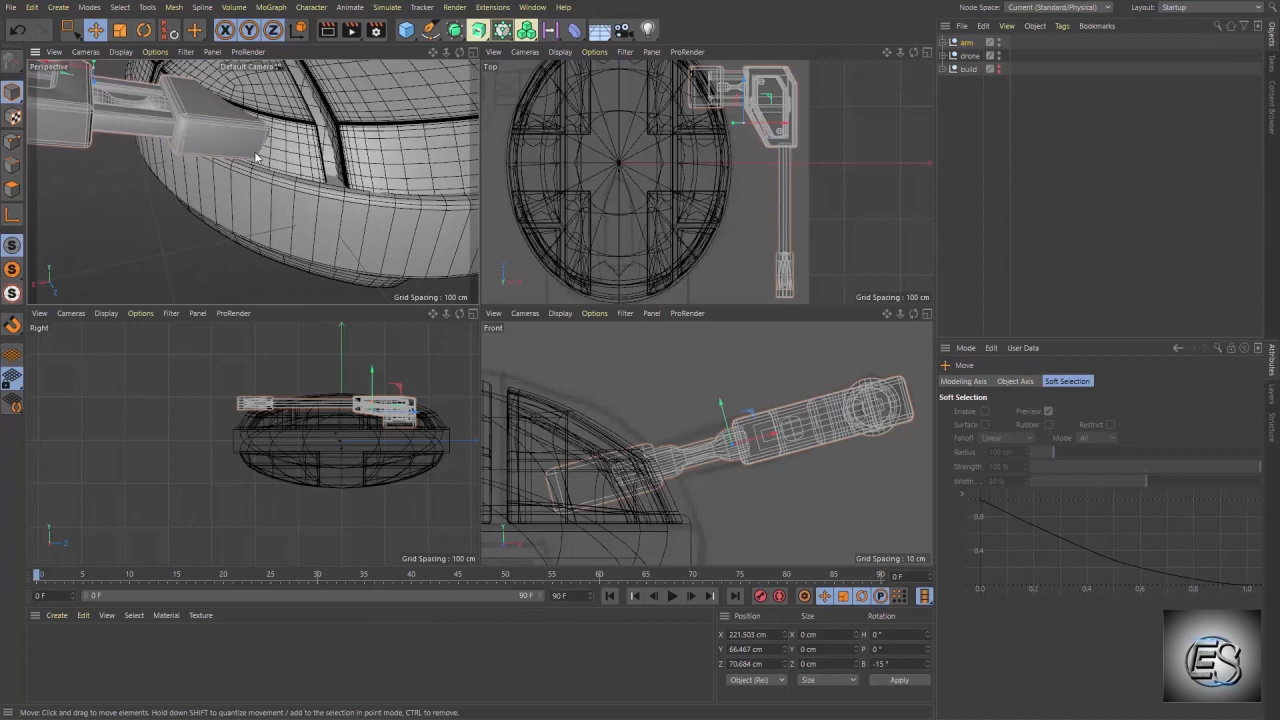 File Edit Create Modes Select Tools Mesh Spline Volume MoGraph Character Animate Simulate Tracker Render Extensions Window Help Node Space: Current (Standard/Physical) Layout: Startup
X Y Z
File Edit View Object Tags Bookmarks
View Cameras Display Options Filter Panel ProRender
View Cameras Display Options Filter Panel ProRender
Perspective Default Camera
Top
arm
drone
build
Grid Spacing : 100 cm
Grid Spacing : 100 cm
View Cameras Display Options Filter Panel ProRender
View Cameras Display Options Filter Panel ProRender
Right
Front
Grid Spacing : 100 cm
Grid Spacing : 10 cm
Objects
Takes
Content Browser
Mode Edit User Data
Move
Modeling Axis Object Axis Soft Selection
Soft Selection
Enable Preview
Surface Rubber Restrict
Falloff Linear Mode All
Radius 100 cm
Strength 100 %
Width
0.8
0.4
0.0 0.2 0.4 0.6 0.8 1.0
Attributes
Layers
Structure
0 5 10 15 20 25 30 35 40 45 50 55 60 65 70 75 80 85 90 0 F
0 F 0 F 90 F 90 F
Create Edit View Select Material Texture
Position Size Rotation
X 221.503 cm X 0 cm H 0 °
Y 66.467 cm Y 0 cm P 0 °
Z 70.684 cm Z 0 cm B -15 °
Object (Rel) Size Apply
Move: Click and drag to move elements. Hold down SHIFT to quantize movement / add to the selection in point mode, CTRL to remove.
ES